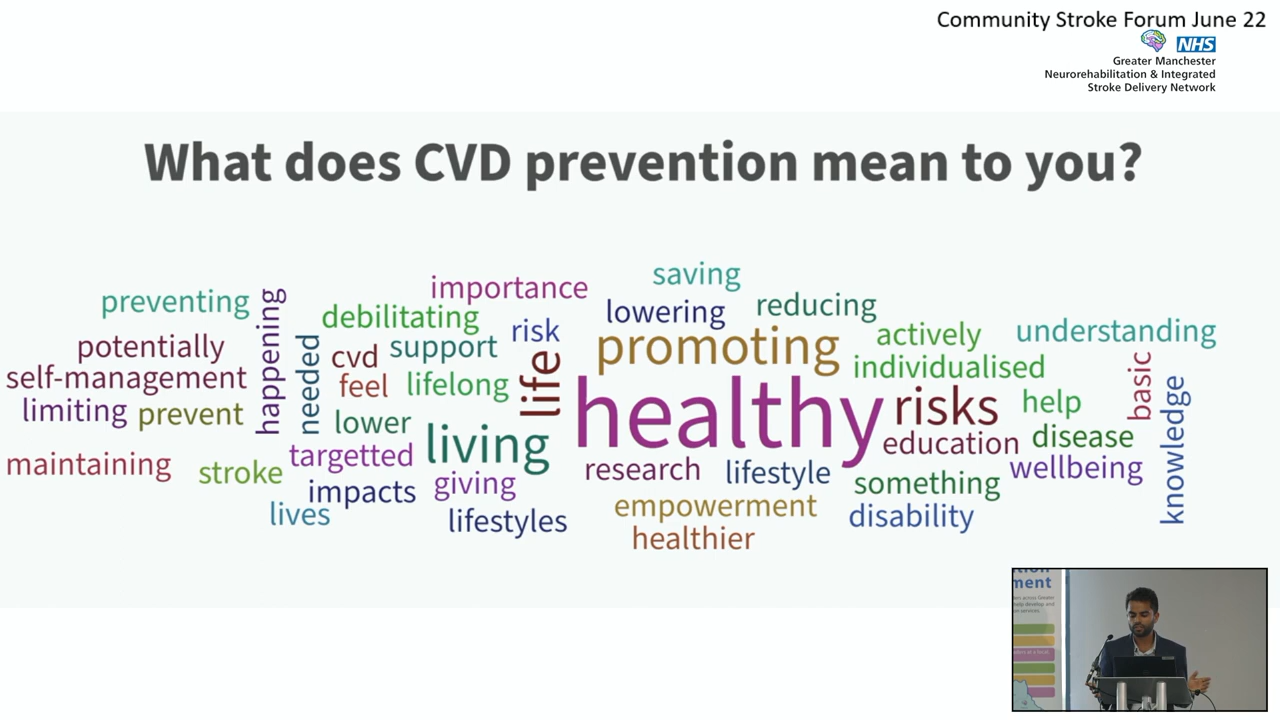 Community Stroke Forum June 22
NHS
Greater Manchester
Neurorehabilitation & Integrated
Stroke Delivery Network
What does CVD prevention mean to you?
saving
importance
preventing
happening
lowering
reducing
debilitating
risk
promoting
actively
understanding
potentially
needed
cvd
support
life
individualised
basic
self-management
feel
lifelong
healthy
risks
help
knowledge
limiting
prevent
lower
living
education
disease
maintaining
stroke
targetted
research
lifestyle
wellbeing
impacts
giving
something
lives
lifestyles
empowerment
disability
healthier
ment